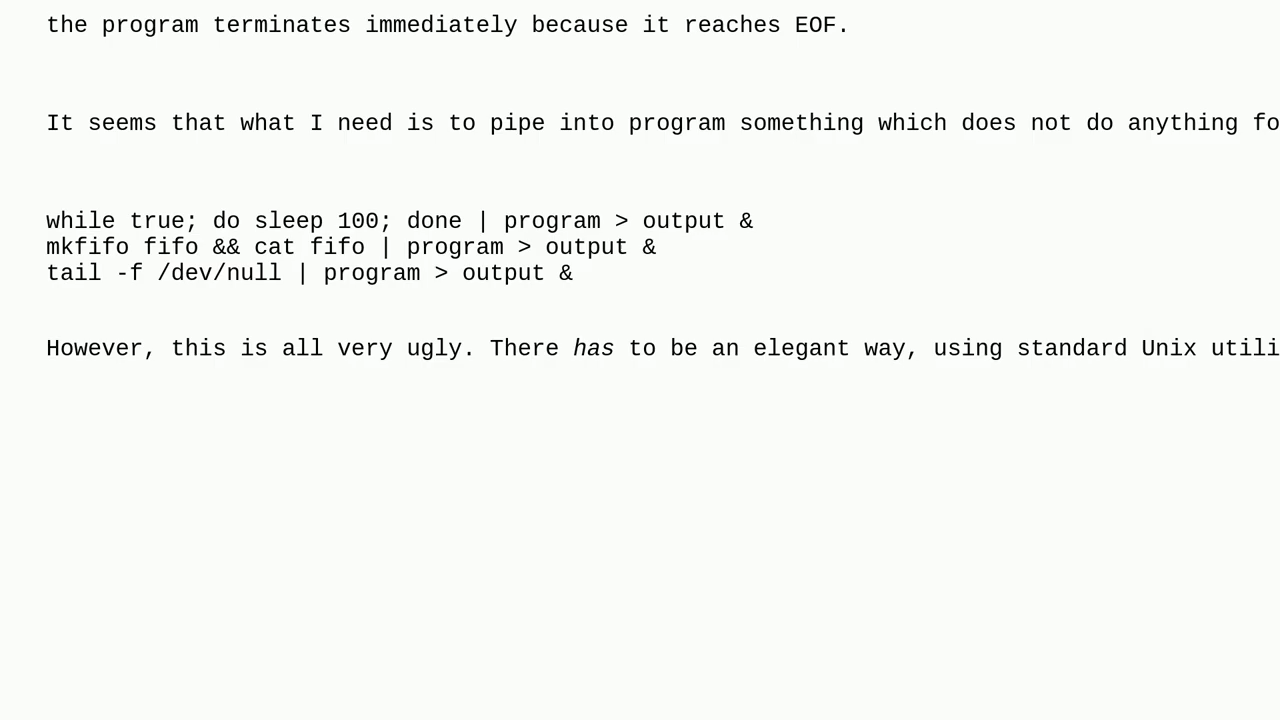 the program terminates immediately because it reaches EOF.
It seems that what I need is to pipe into program something which does not do anything fo
while true; do sleep 100; done | program > output &
mkfifo fifo && cat fifo | program > output &
tail -f /dev/null | program > output &
However, this is all very ugly. There has to be an elegant way, using standard Unix utili